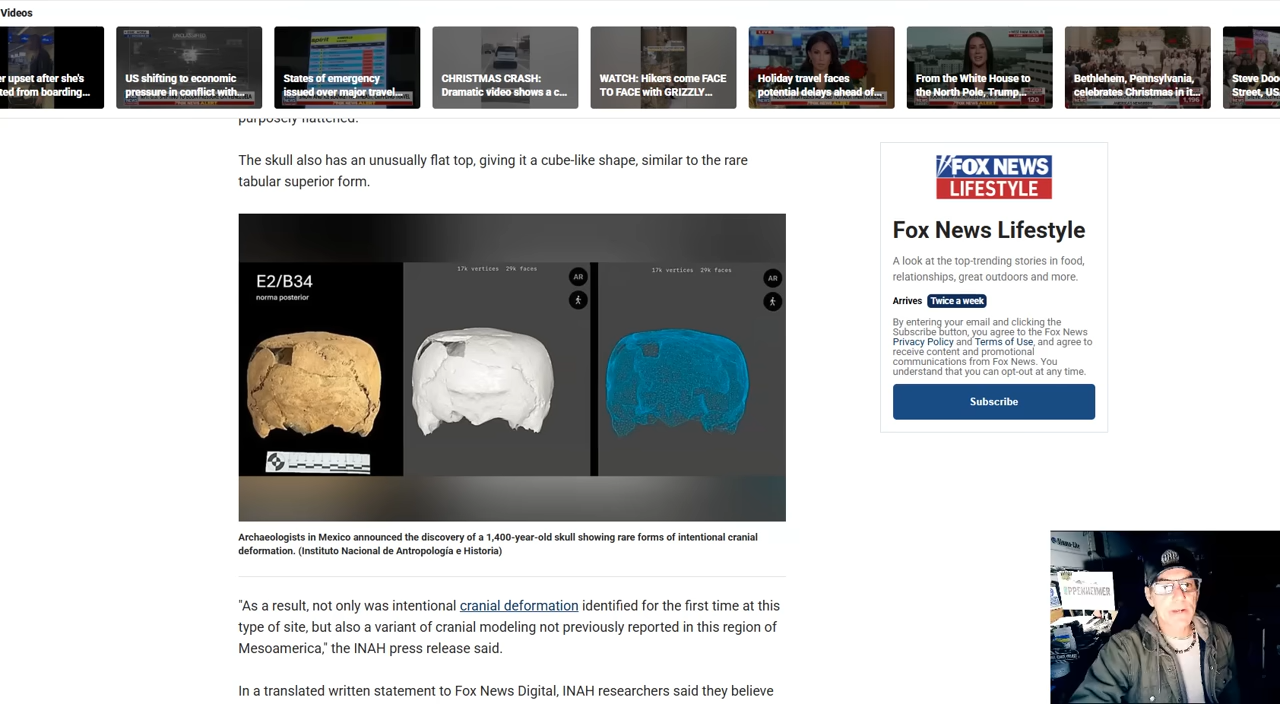 Videos
er upset after she's
ted from boarding...
US shifting to economic
pressure in conflict with...
States of emergency
issued over major travel...
CHRISTMAS CRASH:
Dramatic video shows a c...
WATCH: Hikers come FACE
TO FACE with GRIZZLY...
Holiday travel faces
potential delays ahead of...
From the White House to
the North Pole, Trump...
Bethlehem, Pennsylvania,
celebrates Christmas in it...
Steve Doo
Street, US
purposely flattened.
The skull also has an unusually flat top, giving it a cube-like shape, similar to the rare
tabular superior form.
E2/B34
norma posterior
17k vertices 29k faces
AR
17k vertices 29k faces
AR
Archaeologists in Mexico announced the discovery of a 1,400-year-old skull showing rare forms of intentional cranial
deformation. (Instituto Nacional de Antropología e Historia)
"As a result, not only was intentional cranial deformation identified for the first time at this
type of site, but also a variant of cranial modeling not previously reported in this region of
Mesoamerica," the INAH press release said.
In a translated written statement to Fox News Digital, INAH researchers said they believe
FOX NEWS
LIFESTYLE
Fox News Lifestyle
A look at the top-trending stories in food,
relationships, great outdoors and more.
Arrives Twice a week
By entering your email and clicking the
Subscribe button, you agree to the Fox News
Privacy Policy and Terms of Use, and agree to
receive content and promotional
communications from Fox News. You
understand that you can opt-out at any time.
Subscribe
OPPENHEIMER